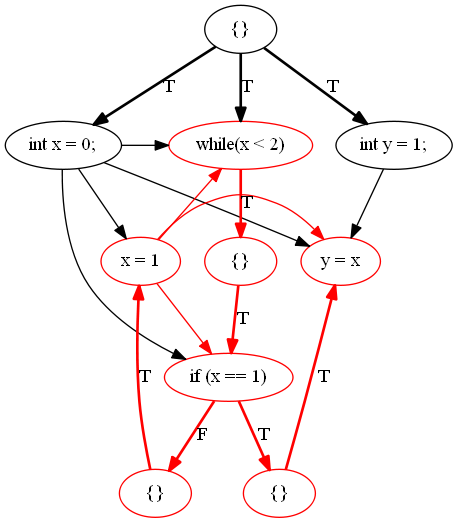 {}
T
T
T
int x = 0;
while(x < 2)
int y = 1;
T
x = 1
{}
y = x
T
if (x == 1)
T
F
T
T
{}
{}